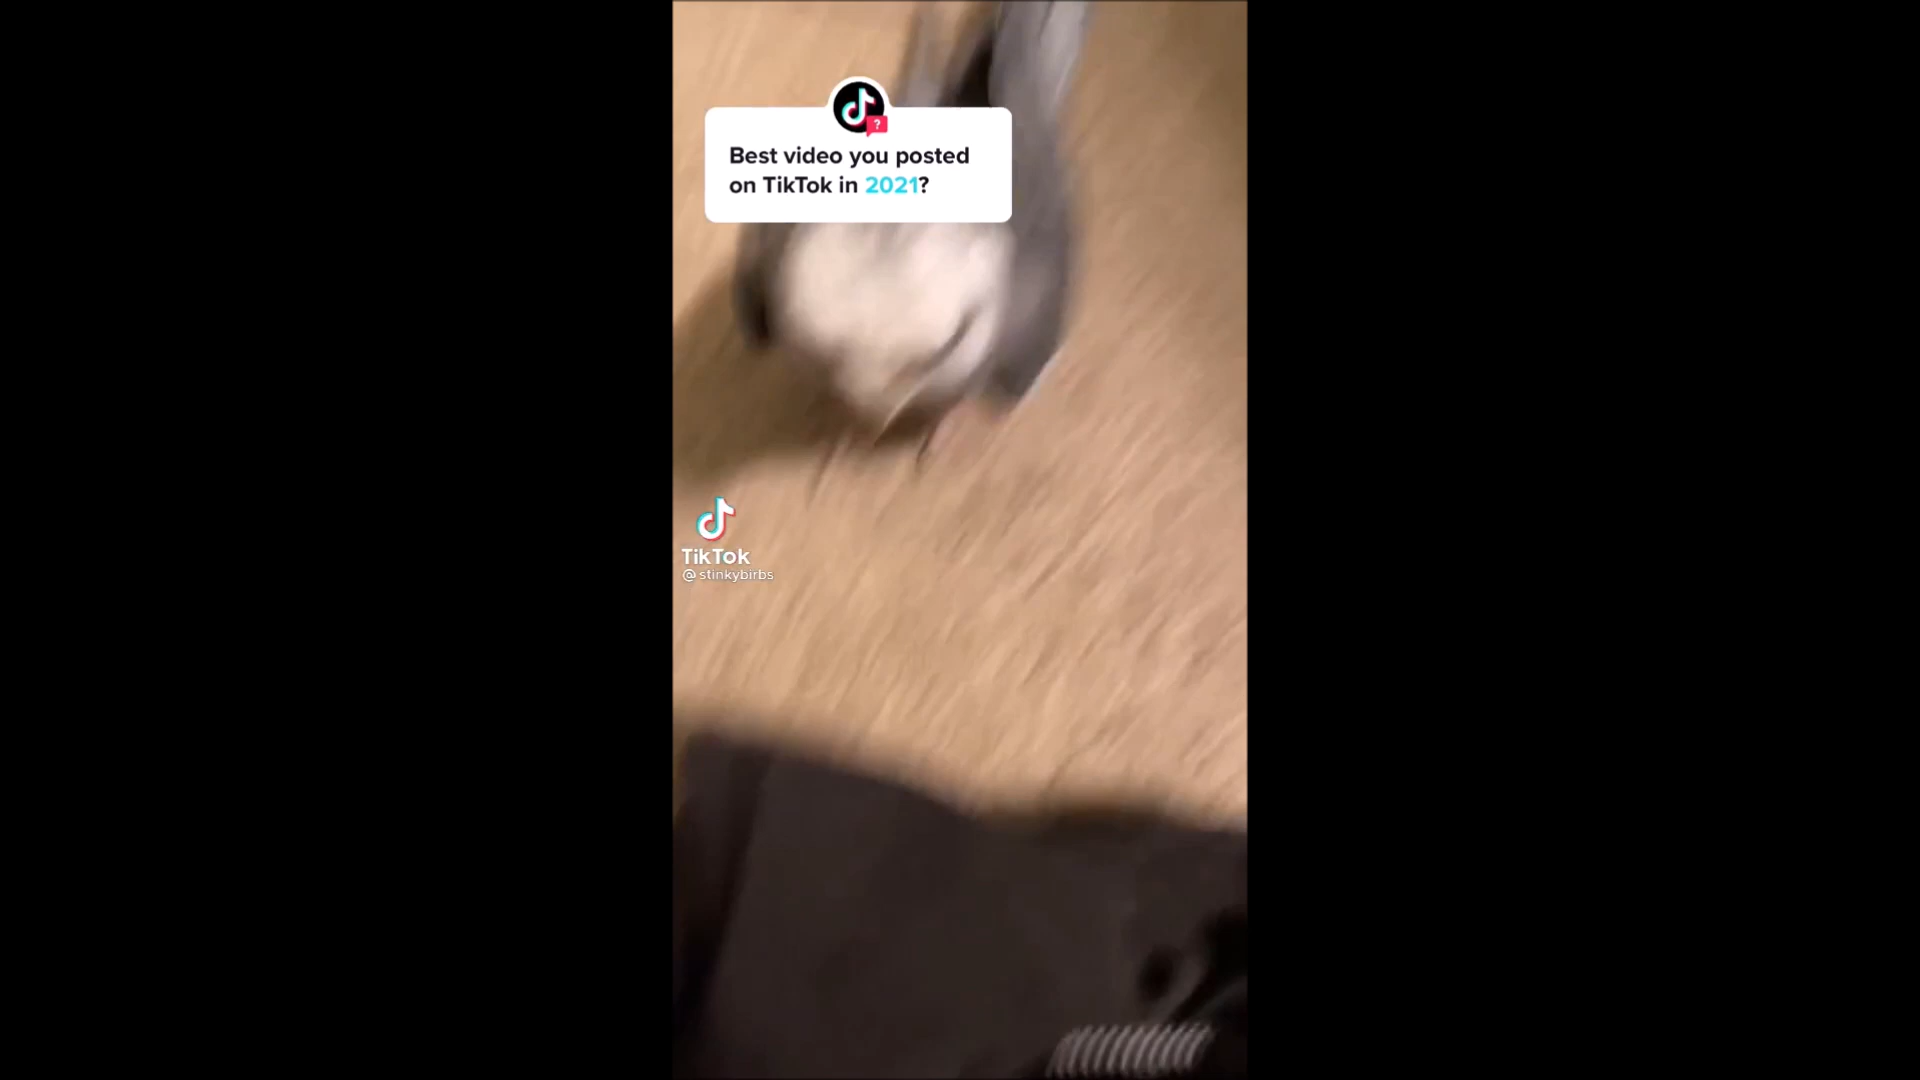 ?
Best video you posted
on TikTok in 2021?
TikTok
@stinkybirbs